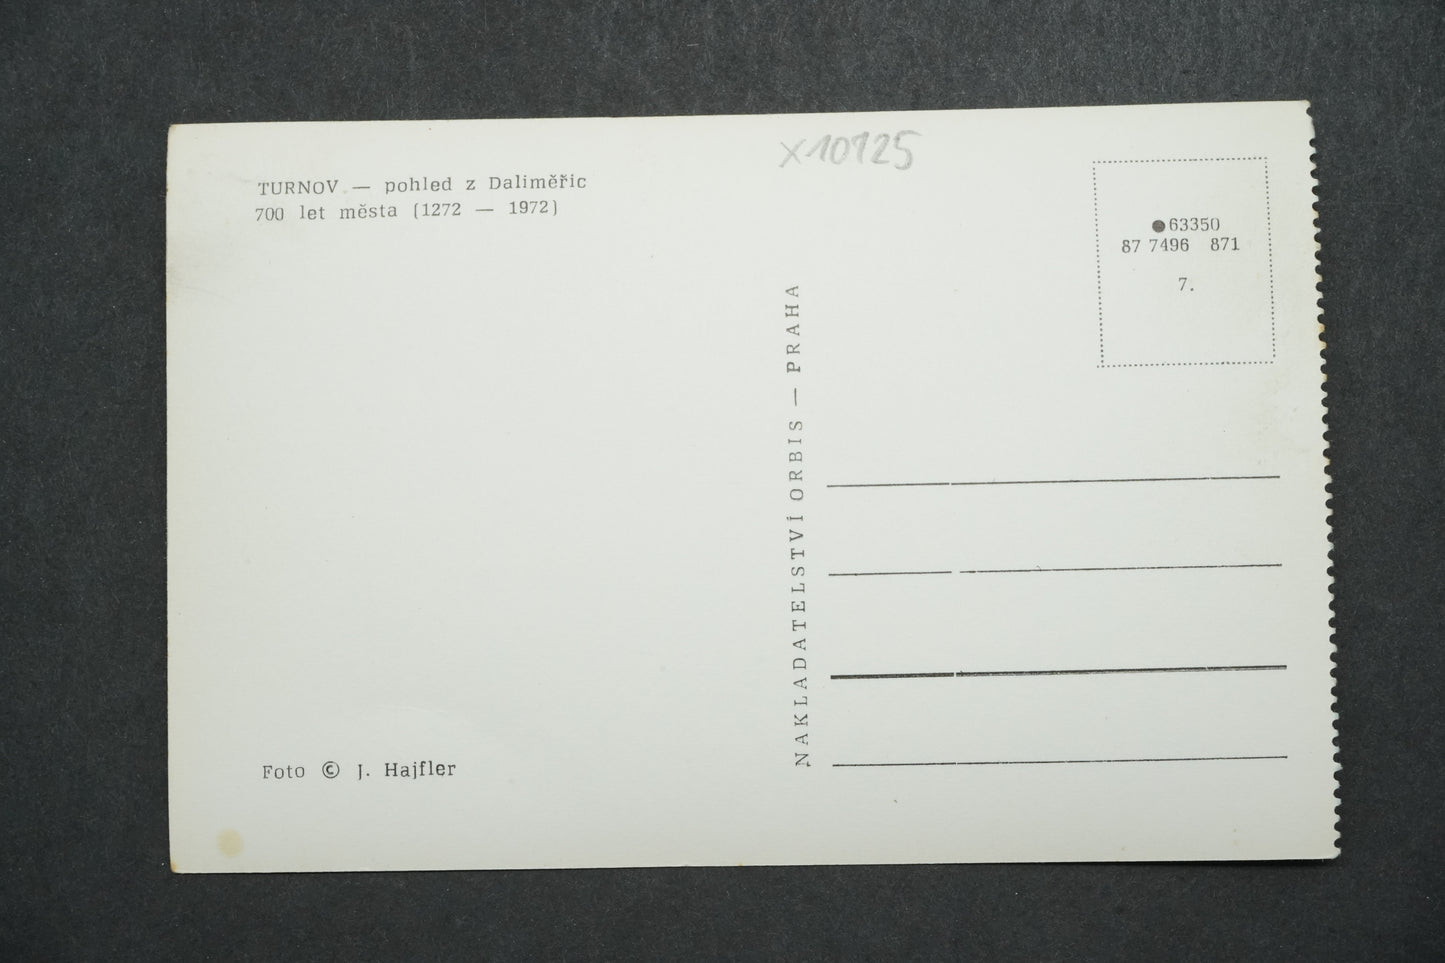 TURNOV — pohled z Daliměřic
700 let města (1272 — 1972)
Foto © J. Hajfler
NAKLADATELSTVÍ ORBIS — PRAHA
X10125
●63350
87 7496 871
7.